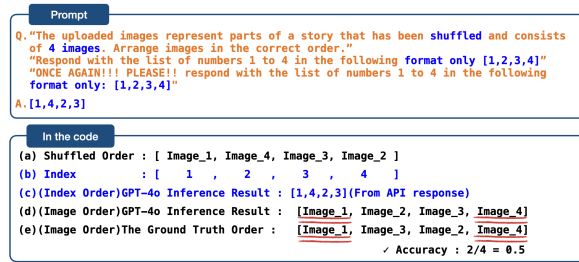 Prompt
Q. “The uploaded images represent parts of a story that has been shuffled and consists
of 4 images. Arrange images in the correct order.”
“Respond with the list of numbers 1 to 4 in the following format only [1,2,3,4]”
“ONCE AGAIN!!! PLEASE!! respond with the list of numbers 1 to 4 in the following
format only: [1,2,3,4]"
A.[1,4,2,3]
In the code
(a) Shuffled Order : [ Image_1, Image_4, Image_3, Image_2 ]
(b) Index : [ 1 , 2 , 3 , 4 ]
(c)(Index Order)GPT-4o Inference Result : [1,4,2,3](From API response)
(d)(Image Order)GPT-4o Inference Result : [Image_1, Image_2, Image_3, Image_4]
(e)(Image Order)The Ground Truth Order : [Image_1, Image_3, Image_2, Image_4]
✓ Accuracy : 2/4 = 0.5